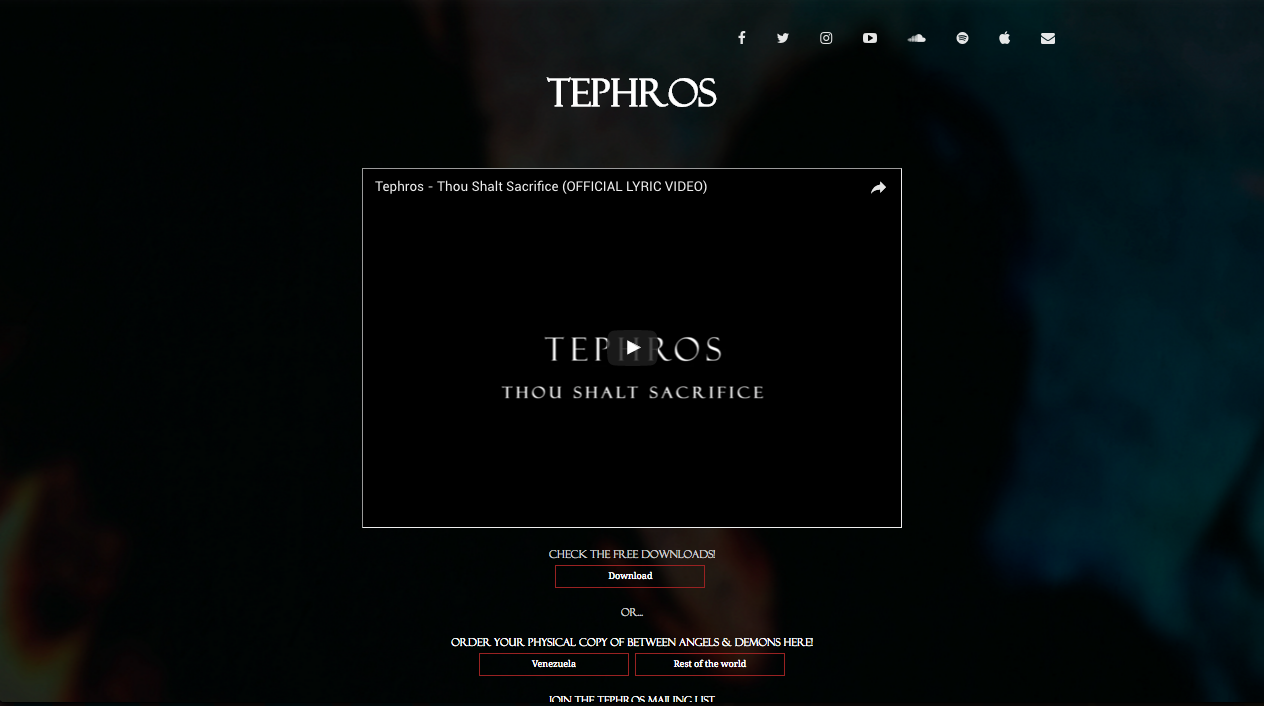 TEPHROS
Tephros - Thou Shalt Sacrifice (OFFICIAL LYRIC VIDEO)
TEPHROS
THOU SHALT SACRIFICE
CHECK THE FREE DOWNLOADS!
Download
OR...
ORDER YOUR PHYSICAL COPY OF BETWEEN ANGELS & DEMONS HERE!
Venezuela Rest of the world
JOIN THE TEPHROS MAILING LIST